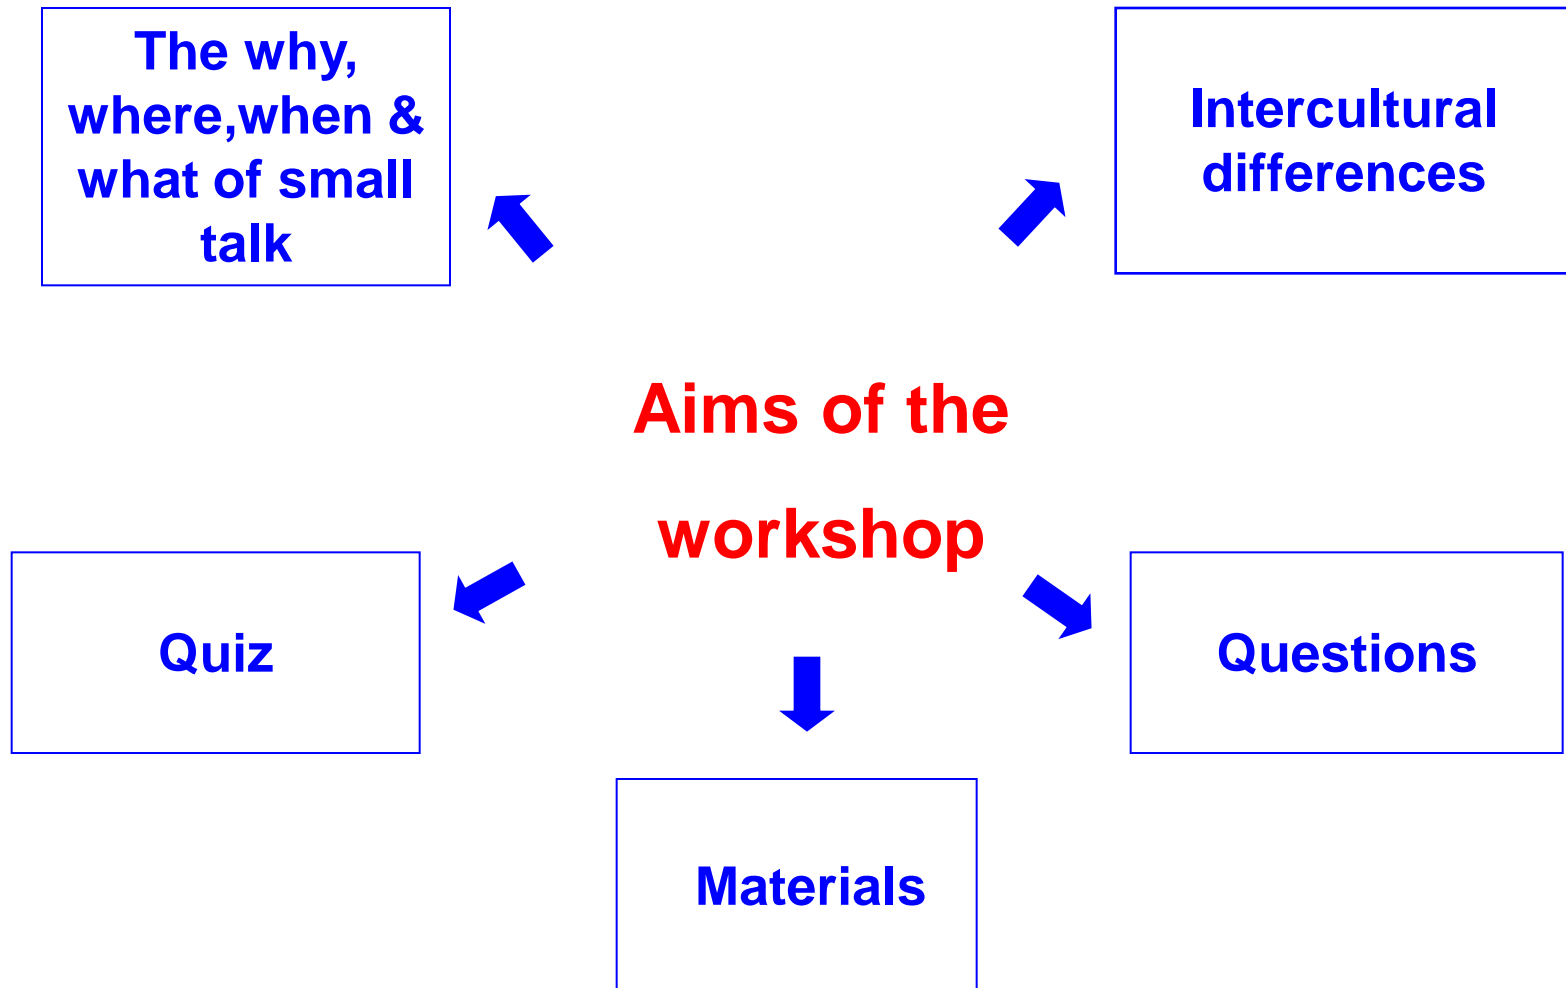 The why,
where,when &
what of small
talk
Intercultural
differences
Aims of the
workshop
Quiz
Questions
Materials